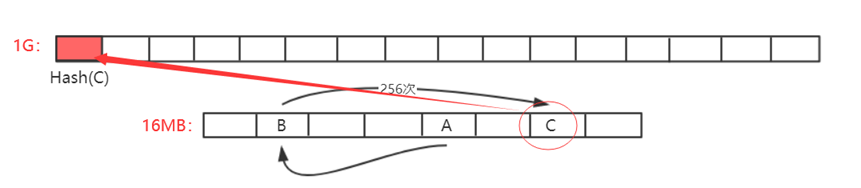 1G:
Hash(C)
256次
16MB:
B
A
C